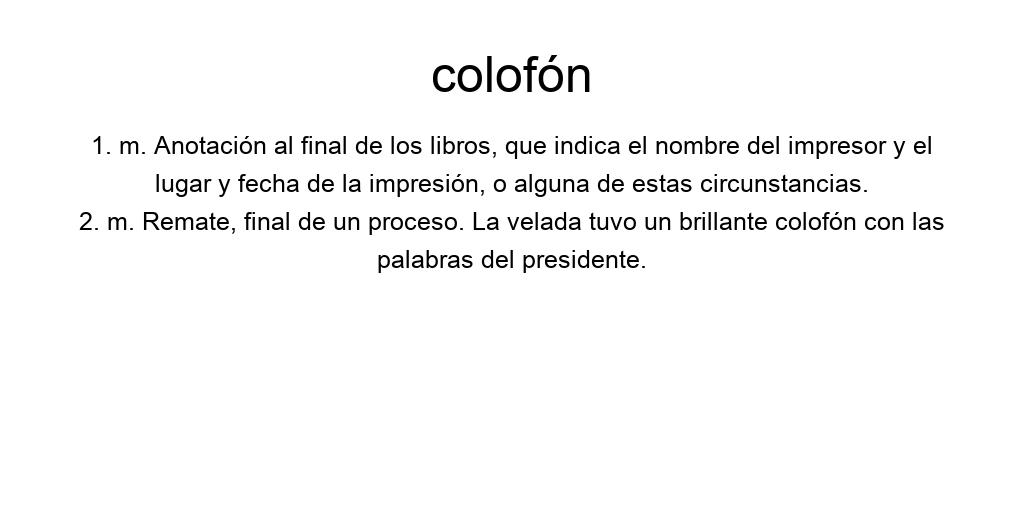 colofón
1. m. Anotación al final de los libros, que indica el nombre del impresor y el
lugar y fecha de la impresión, o alguna de estas circunstancias.
2. m. Remate, final de un proceso. La velada tuvo un brillante colofón con las
palabras del presidente.